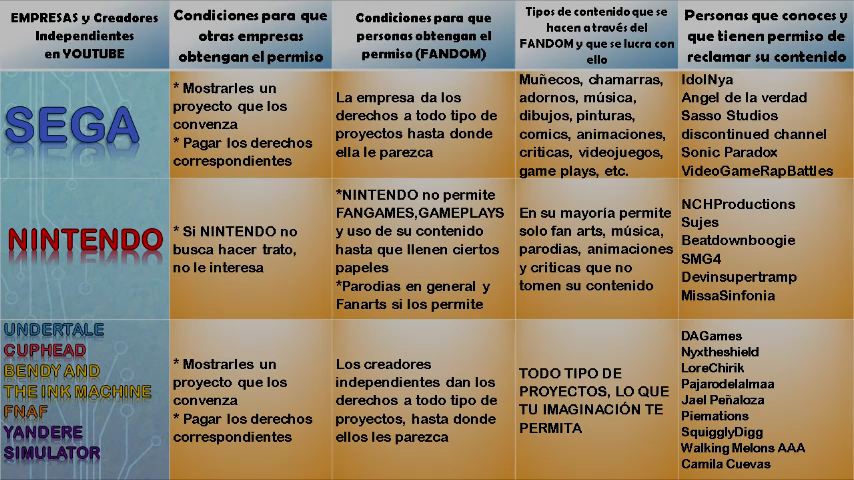 EMPRESAS y Creadores
Independientes
en YOUTUBE
Condiciones para que
otras empresas
obtengan el permiso
Condiciones para que
personas obtengan el
permiso (FANDOM)
Tipos de contenido que se
hacen a través del
FANDOM y que se lucra con
ello
Personas que conoces y
que tienen permiso de
reclamar su contenido
SEGA
* Mostrarles un
proyecto que los
convenza
* Pagar los derechos
correspondientes
La empresa da los
derechos a todo tipo de
proyectos hasta donde
ella le parezca
Muñecos, chamarras,
adornos, música,
dibujos, pinturas,
comics, animaciones,
criticas, videojuegos,
game plays, etc.
IdolNya
Angel de la verdad
Sasso Studios
discontinued channel
Sonic Paradox
VideoGameRapBattles
NINTENDO
* Si NINTENDO no
busca hacer trato,
no le interesa
*NINTENDO no permite
FANGAMES,GAMEPLAYS
y uso de su contenido
hasta que llenen ciertos
papeles
*Parodias en general y
Fanarts si los permite
En su mayoría permite
solo fan arts, música,
parodias, animaciones
y criticas que no
tomen su contenido
NCHProductions
Sujes
Beatdownboogie
SMG4
Devinsupertramp
MissaSinfonia
UNDERTALE
CUPHEAD
BENDY AND
THE INK MACHINE
FNAF
YANDERE
SIMULATOR
* Mostrarles un
proyecto que los
convenza
* Pagar los derechos
correspondientes
Los creadores
independientes dan los
derechos a todo tipo de
proyectos, hasta donde
ellos les parezca
TODO TIPO DE
PROYECTOS, LO QUE
TU IMAGINACIÓN TE
PERMITA
DAGames
Nyxtheshield
LoreChirik
Pajarodelalmaa
Jael Peñaloza
Piemations
SquigglyDigg
Walking Melons AAA
Camila Cuevas